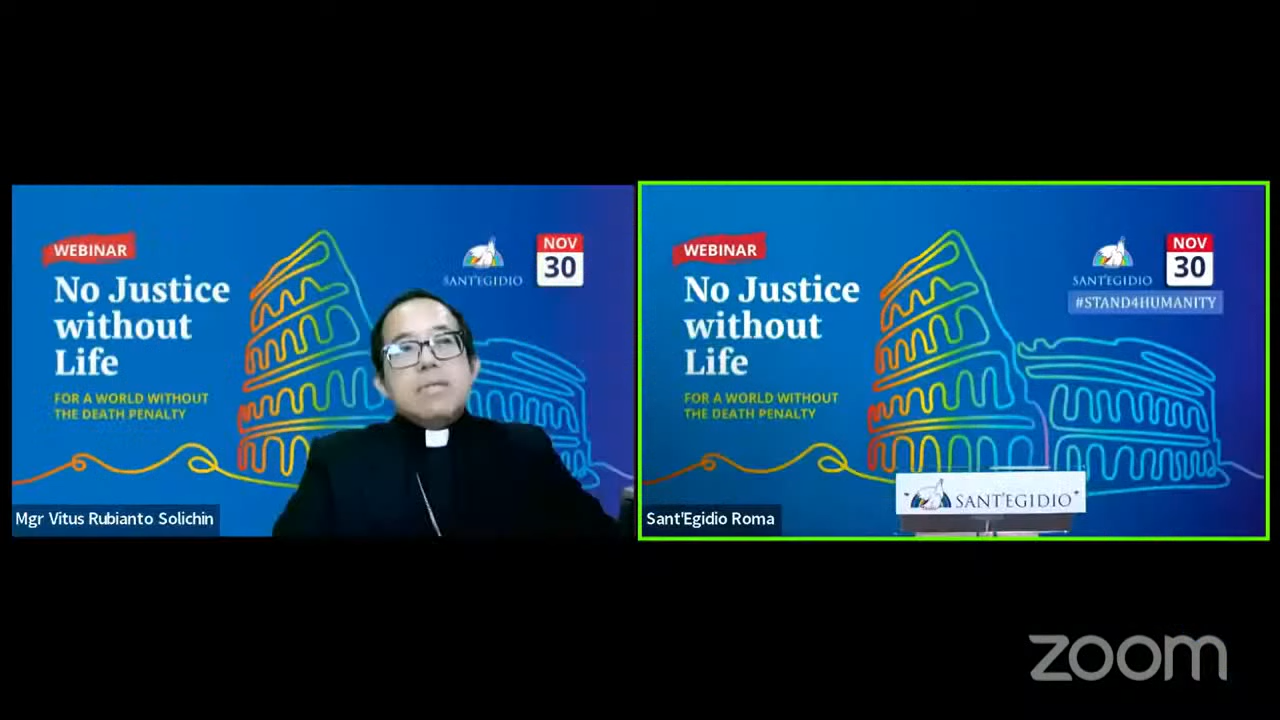 WEBINAR
No Justice
without
Life
FOR A WORLD WITHOUT
THE DEATH PENALTY
SANT'EGIDIO
NOV
30
Mgr Vitus Rubianto Solichin
WEBINAR
No Justice
without
Life
FOR A WORLD WITHOUT
THE DEATH PENALTY
SANT'EGIDIO
NOV
30
#STAND4HUMANITY
SANT'EGIDIO
Sant'Egidio Roma
zoom